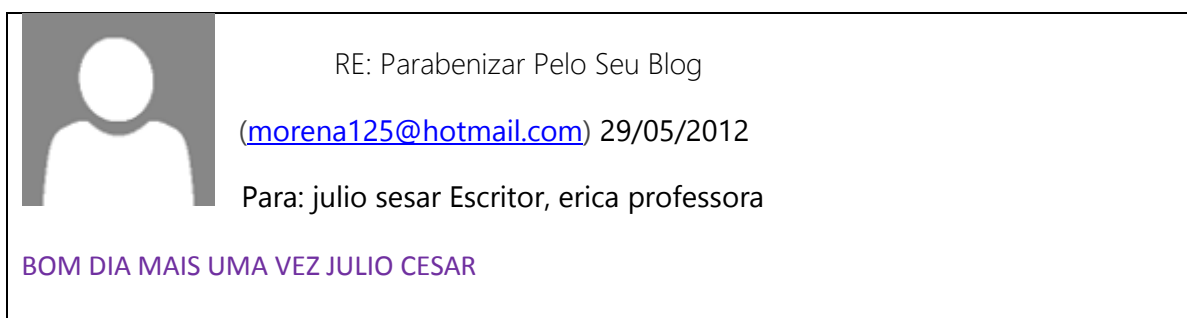 RE: Parabenizar Pelo Seu Blog
(morena125@hotmail.com) 29/05/2012
Para: julio sesar Escritor, erica professora
BOM DIA MAIS UMA VEZ JULIO CESAR